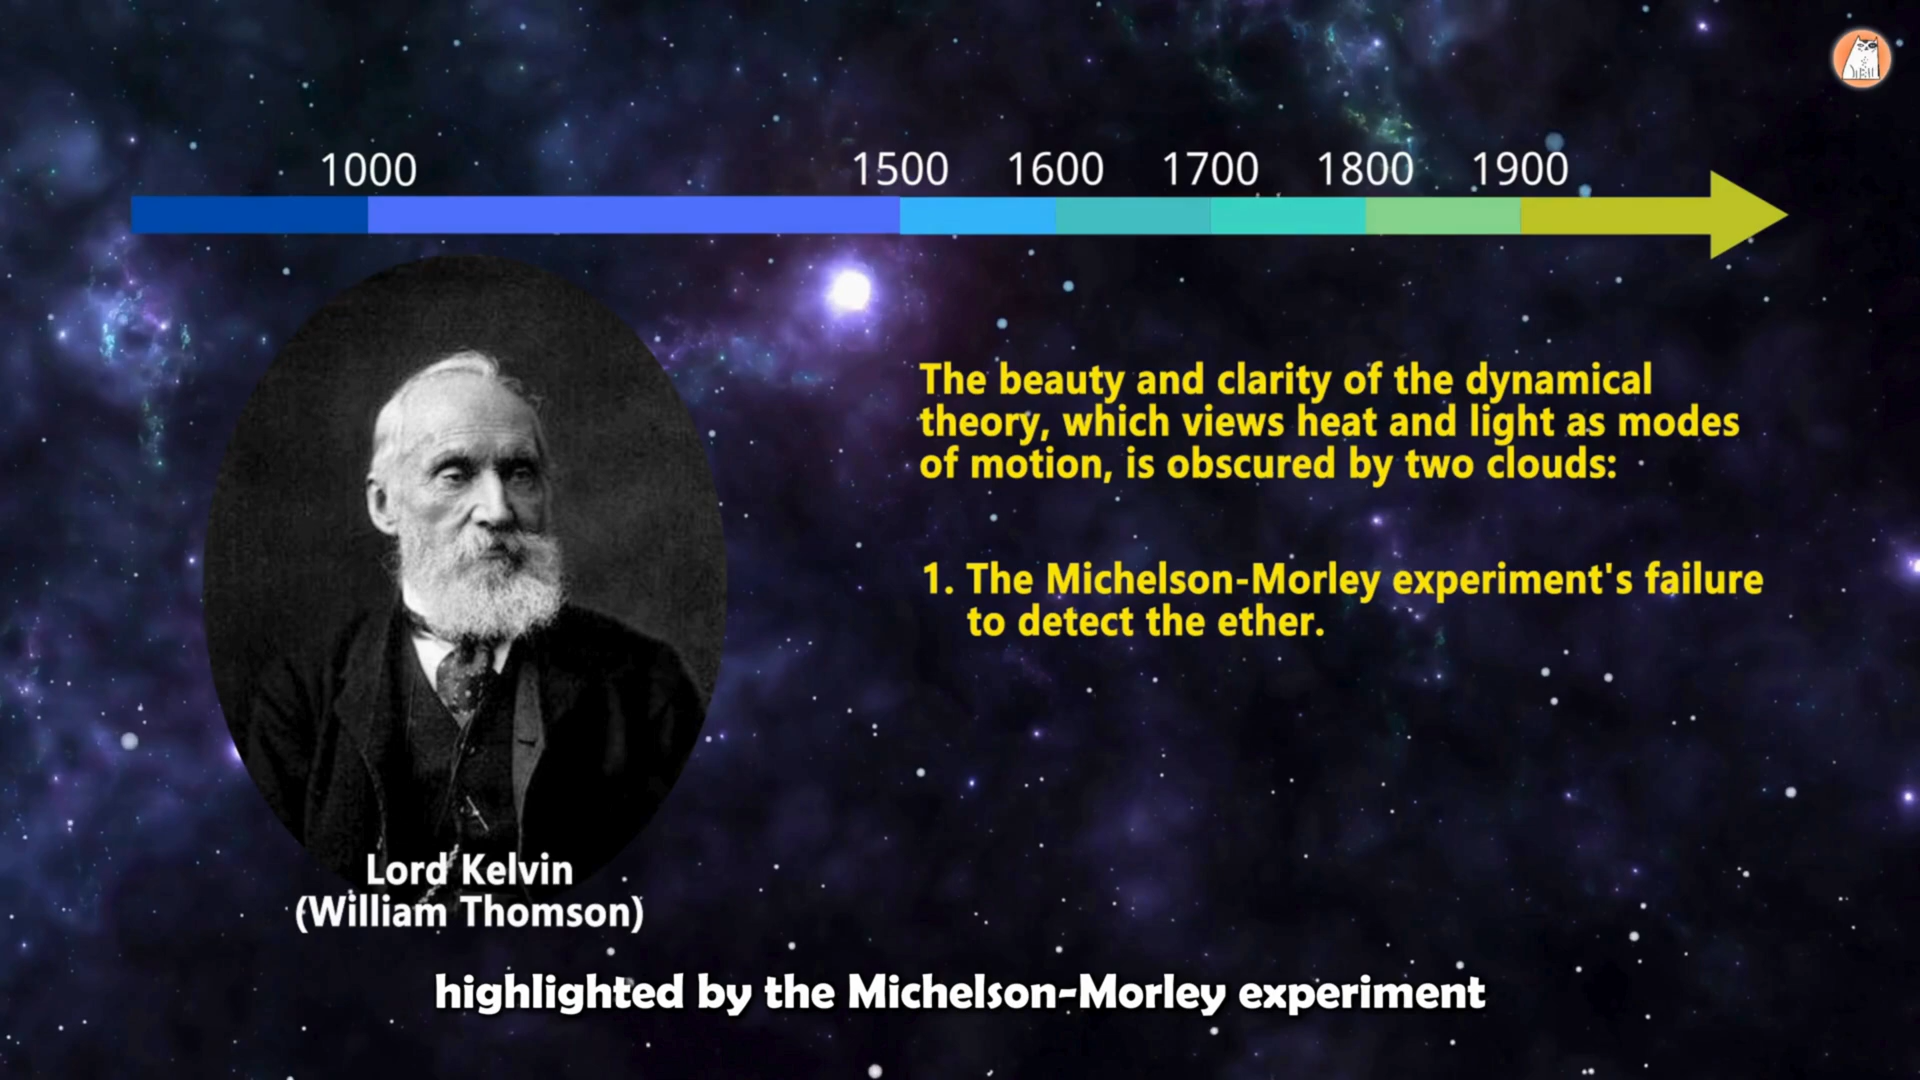 1000
1500
1600
1700
1800
1900
The beauty and clarity of the dynamical
theory, which views heat and light as modes
of motion, is obscured by two clouds:
1. The Michelson-Morley experiment's failure
to detect the ether.
Lord Kelvin
(William Thomson)
highlighted by the Michelson-Morley experiment